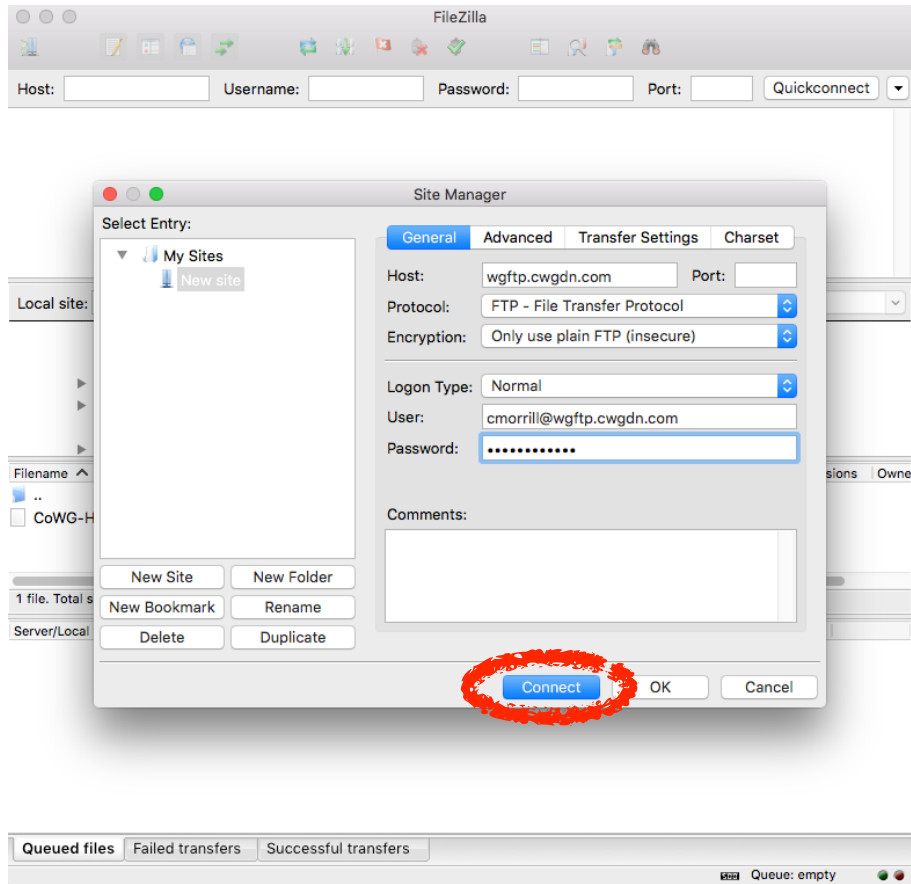 FileZilla
Host: Username: Password: Port: Quickconnect
Site Manager
Select Entry:
My Sites
New site
General Advanced Transfer Settings Charset
Host: wgftp.cwgdn.com Port:
Protocol: FTP - File Transfer Protocol
Encryption: Only use plain FTP (insecure)
Logon Type: Normal
User: cmorrill@wgftp.cwgdn.com
Password: ••••••••••••
Comments:
New Site New Folder
New Bookmark Rename
Delete Duplicate
Connect OK Cancel
Local site:
Filename sions Owne
..
CoWG-H
1 file. Total s
Server/Local
Queued files Failed transfers Successful transfers
Queue: empty